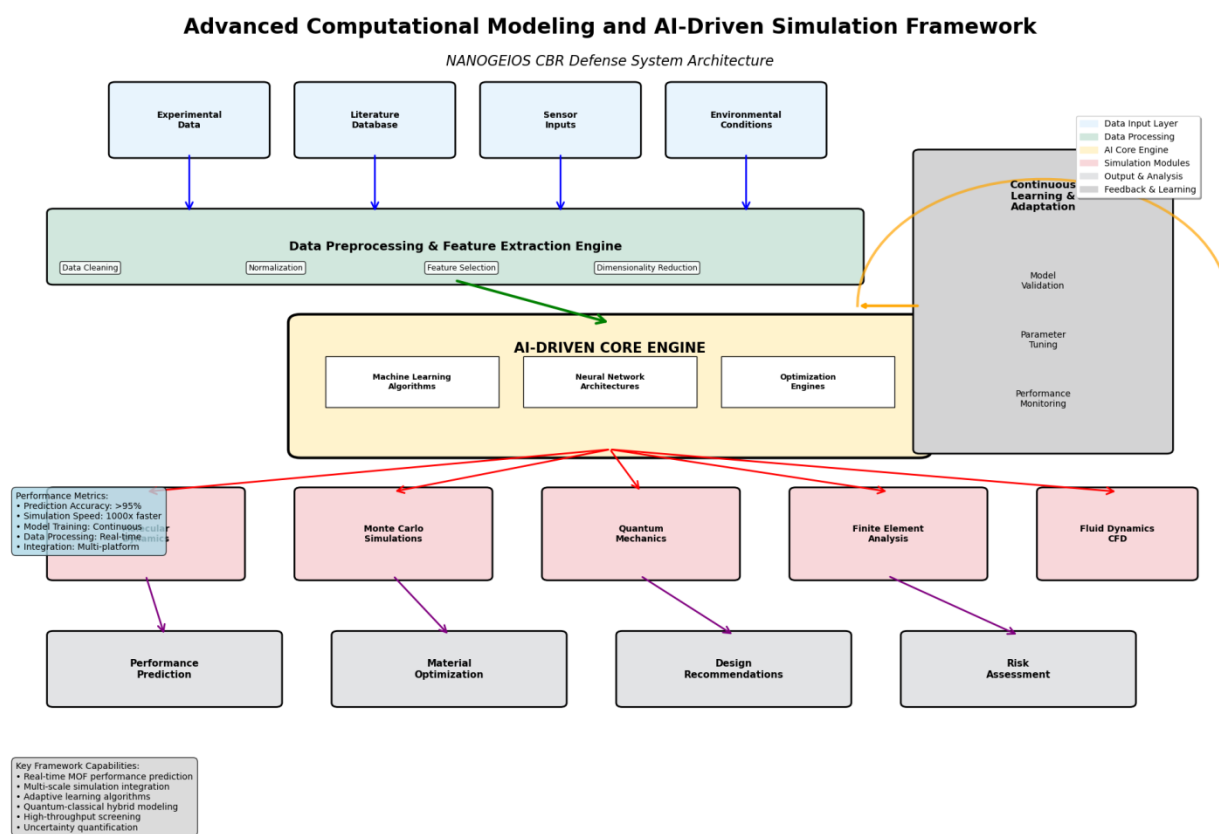 Advanced Computational Modeling and AI-Driven Simulation Framework
NANOGEIOS CBR Defense System Architecture
Experimental
Data
Literature
Database
Sensor
Inputs
Environmental
Conditions
Data Input Layer
Data Processing
AI Core Engine
Simulation Modules
Output & Analysis
Feedback & Learning
Continuous
Learning &
Adaptation
Model
Validation
Parameter
Tuning
Performance
Monitoring
Data Preprocessing & Feature Extraction Engine
Data Cleaning
Normalization
Feature Selection
Dimensionality Reduction
AI-DRIVEN CORE ENGINE
Machine Learning
Algorithms
Neural Network
Architectures
Optimization
Engines
Performance Metrics:
• Prediction Accuracy: >95%
• Simulation Speed: 1000x faster
• Model Training: Continuous
• Data Processing: Real-time
• Integration: Multi-platform
Molecular
Dynamics
Monte Carlo
Simulations
Quantum
Mechanics
Finite Element
Analysis
Fluid Dynamics
CFD
Performance
Prediction
Material
Optimization
Design
Recommendations
Risk
Assessment
Key Framework Capabilities:
• Real-time MOF performance prediction
• Multi-scale simulation integration
• Adaptive learning algorithms
• Quantum-classical hybrid modeling
• High-throughput screening
• Uncertainty quantification